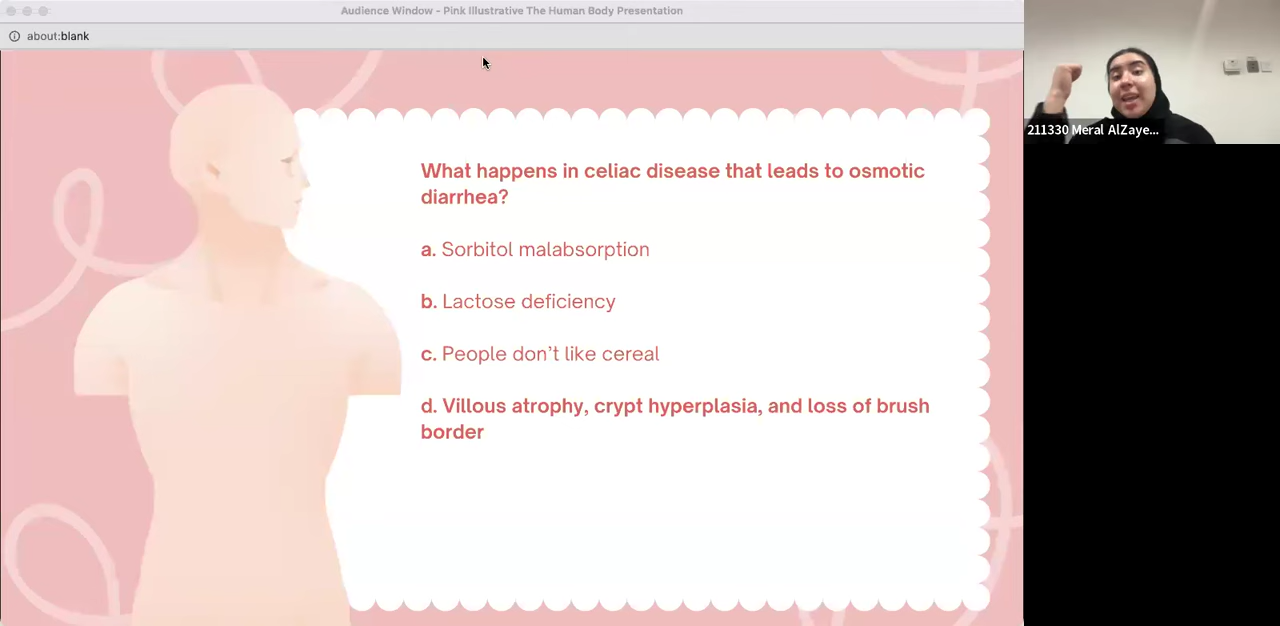 Audience Window - Pink Illustrative The Human Body Presentation
about:blank
What happens in celiac disease that leads to osmotic
diarrhea?
a. Sorbitol malabsorption
b. Lactose deficiency
c. People don’t like cereal
d. Villous atrophy, crypt hyperplasia, and loss of brush
border
211330 Meral AlZaye...